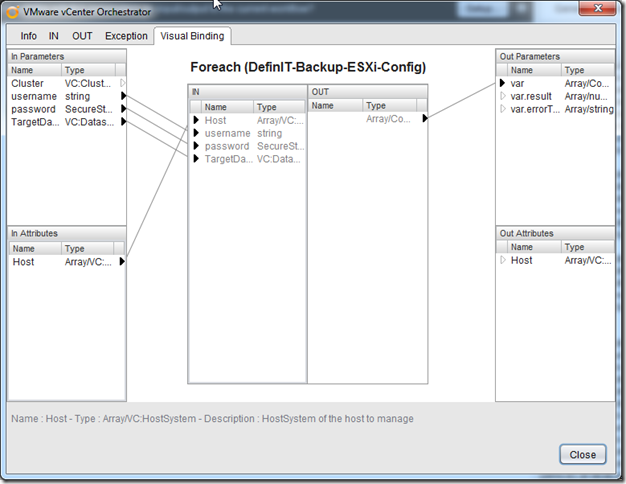 VMware vCenter Orchestrator
Info IN OUT Exception Visual Binding
In Parameters
Name Type
Cluster VC:Clust...
username string
password SecureSt...
TargetDa... VC:Datas...
In Attributes
Name Type
Host Array/VC:...
Foreach (DefinIT-Backup-ESXi-Config)
IN
Name Type
Host Array/VC:...
username string
password SecureSt...
TargetDa... VC:Datas...
OUT
Name Type
Array/Co...
Out Parameters
Name Type
var Array/Co...
var.result Array/nu...
var.errorT... Array/string
Out Attributes
Name Type
Host Array/VC:...
Name : Host - Type : Array/VC:HostSystem - Description : HostSystem of the host to manage
Close